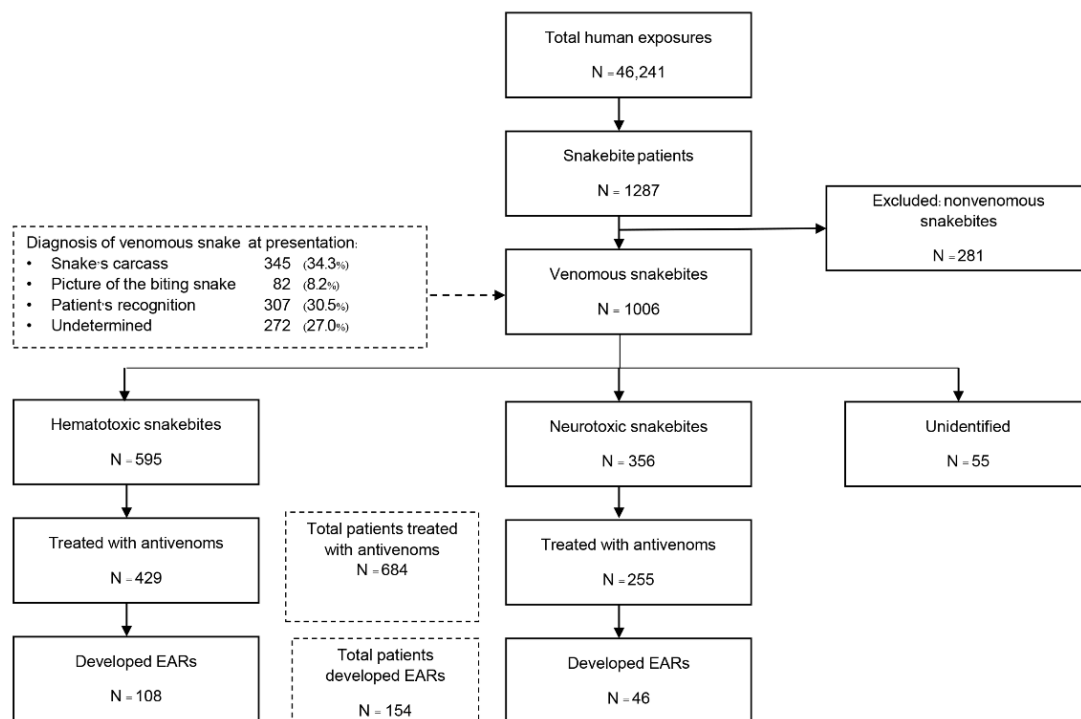 Total human exposures
N = 46,241
Snakebite patients
N = 1287
Excluded: nonvenomous
snakebites
N = 281
Diagnosis of venomous snake at presentation:
• Snake's carcass 345 (34.3%)
• Picture of the biting snake 82 (8.2%)
• Patient's recognition 307 (30.5%)
• Undetermined 272 (27.0%)
Venomous snakebites
N = 1006
Hematotoxic snakebites
N = 595
Neurotoxic snakebites
N = 356
Unidentified
N = 55
Treated with antivenoms
N = 429
Total patients treated
with antivenoms
N = 684
Treated with antivenoms
N = 255
Developed EARs
N = 108
Total patients
developed EARs
N = 154
Developed EARs
N = 46